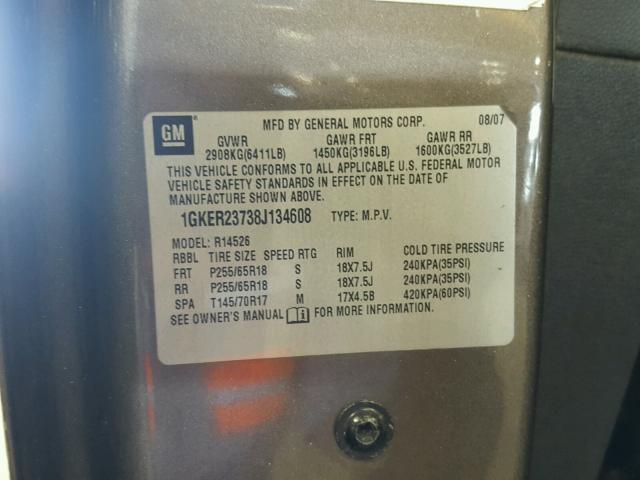 GM
MFD BY GENERAL MOTORS CORP. 08/07
GVWR GAWR FRT GAWR RR
2908KG(6411LB) 1450KG(3196LB) 1600KG(3527LB)
THIS VEHICLE CONFORMS TO ALL APPLICABLE U.S. FEDERAL MOTOR
VEHICLE SAFETY STANDARDS IN EFFECT ON THE DATE OF
MANUFACTURE SHOWN ABOVE.
1GKER23738J134608 TYPE: M.P.V.
MODEL: R14526
RBBL TIRE SIZE SPEED RTG RIM COLD TIRE PRESSURE
FRT P255/65R18 S 18X7.5J 240KPA(35PSI)
RR P255/65R18 S 18X7.5J 240KPA(35PSI)
SPA T145/70R17 M 17X4.5B 420KPA(60PSI)
SEE OWNER'S MANUAL FOR MORE INFORMATION.